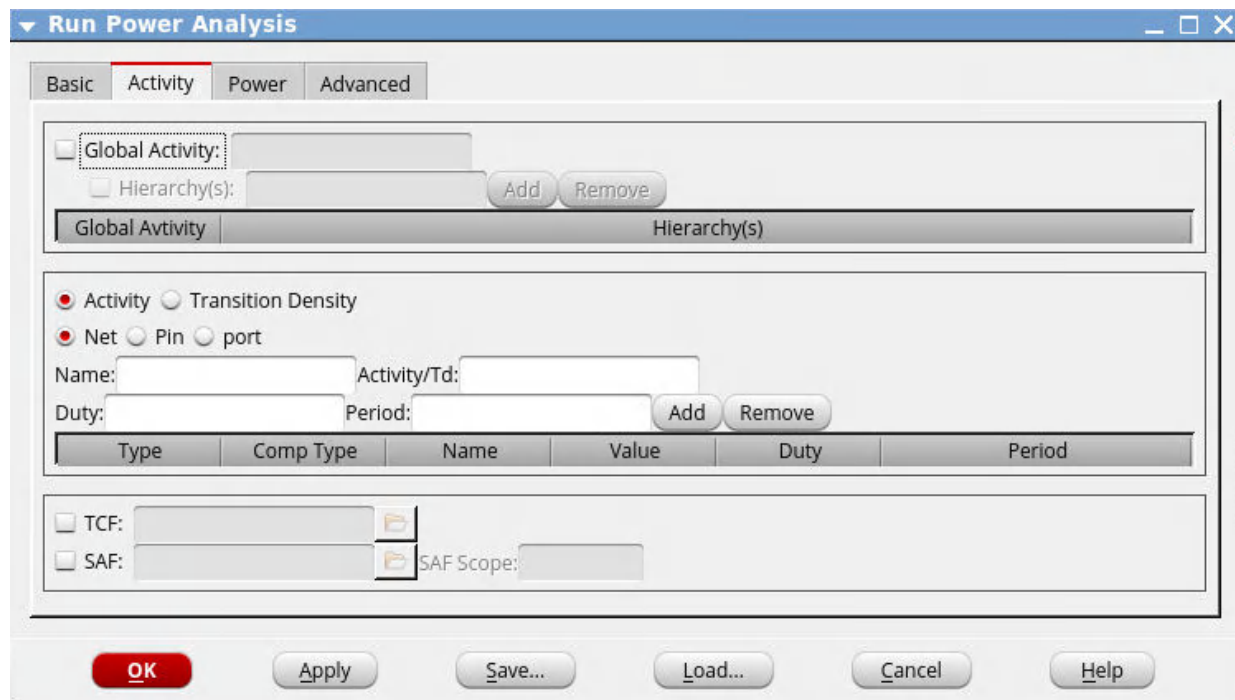 Run Power Analysis
Basic Activity Power Advanced
Global Activity:
Hierarchy(s): Add Remove
Global Avtivity Hierarchy(s)
Activity Transition Density
Net Pin port
Name: Activity/Td:
Duty: Period: Add Remove
Type Comp Type Name Value Duty Period
TCF:
SAF: SAF Scope:
OK Apply Save... Load... Cancel Help